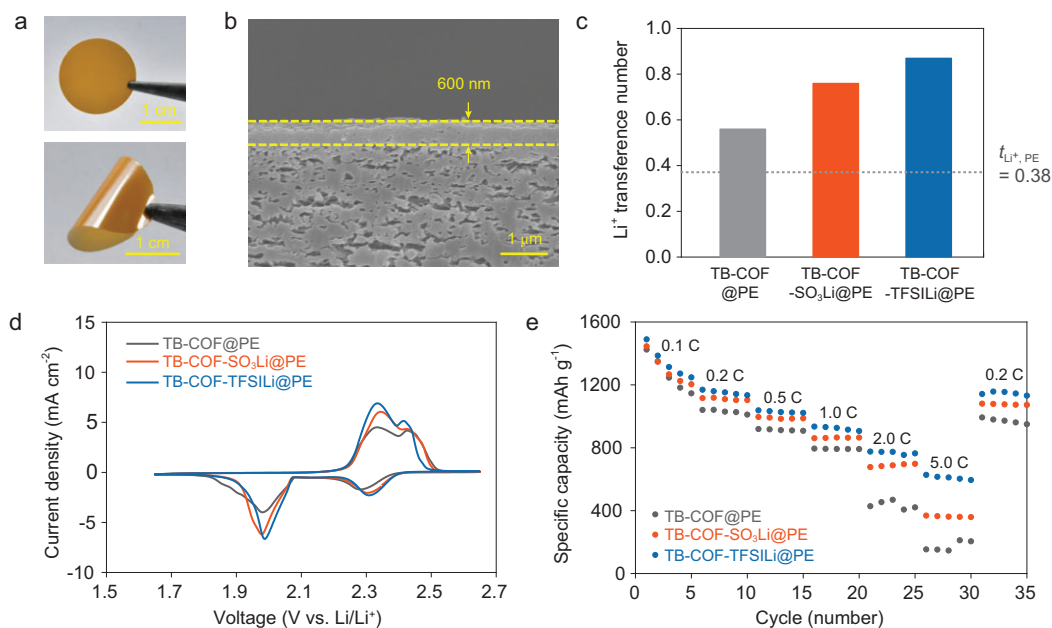 a
1 cm
1 cm
b
600 nm
1 μm
c
Li⁺ transference number
1.0
0.8
0.6
0.4
0.2
0.0
t_Li⁺, PE
= 0.38
TB-COF
@PE
TB-COF
-SO₃Li@PE
TB-COF
-TFSILi@PE
d
Current density (mA cm⁻²)
15
10
5
0
-5
-10
TB-COF@PE
TB-COF-SO₃Li@PE
TB-COF-TFSILi@PE
1.5 1.7 1.9 2.1 2.3 2.5 2.7
Voltage (V vs. Li/Li⁺)
e
Specific capacity (mAh g⁻¹)
1600
1200
800
400
0
0.1 C
0.2 C
0.5 C
1.0 C
2.0 C
5.0 C
0.2 C
TB-COF@PE
TB-COF-SO₃Li@PE
TB-COF-TFSILi@PE
0 5 10 15 20 25 30 35
Cycle (number)